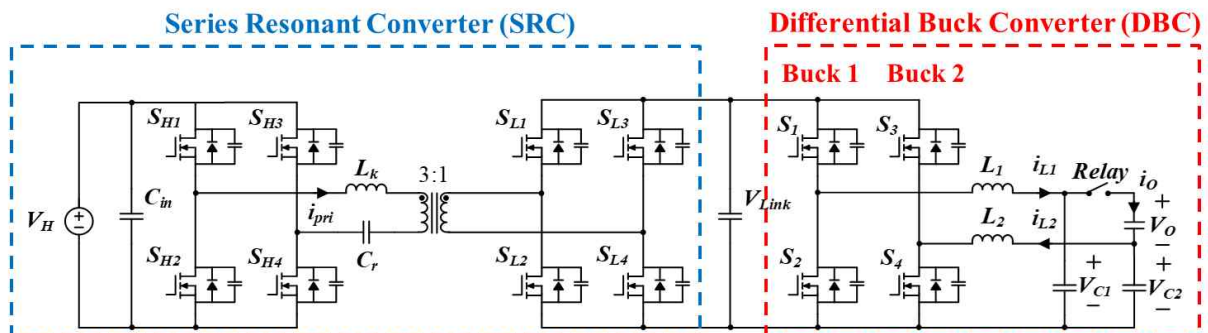 Series Resonant Converter (SRC)
Differential Buck Converter (DBC)
Buck 1 Buck 2
S_H1 S_H3 S_L1 S_L3 S_1 S_3
L_k 3:1 L_1 i_L1 Relay i_O
V_H + − C_in i_pri V_Link L_2 i_L2 + V_O −
C_r
S_H2 S_H4 S_L2 S_L4 S_2 S_4
+ V_C1 − + V_C2 −